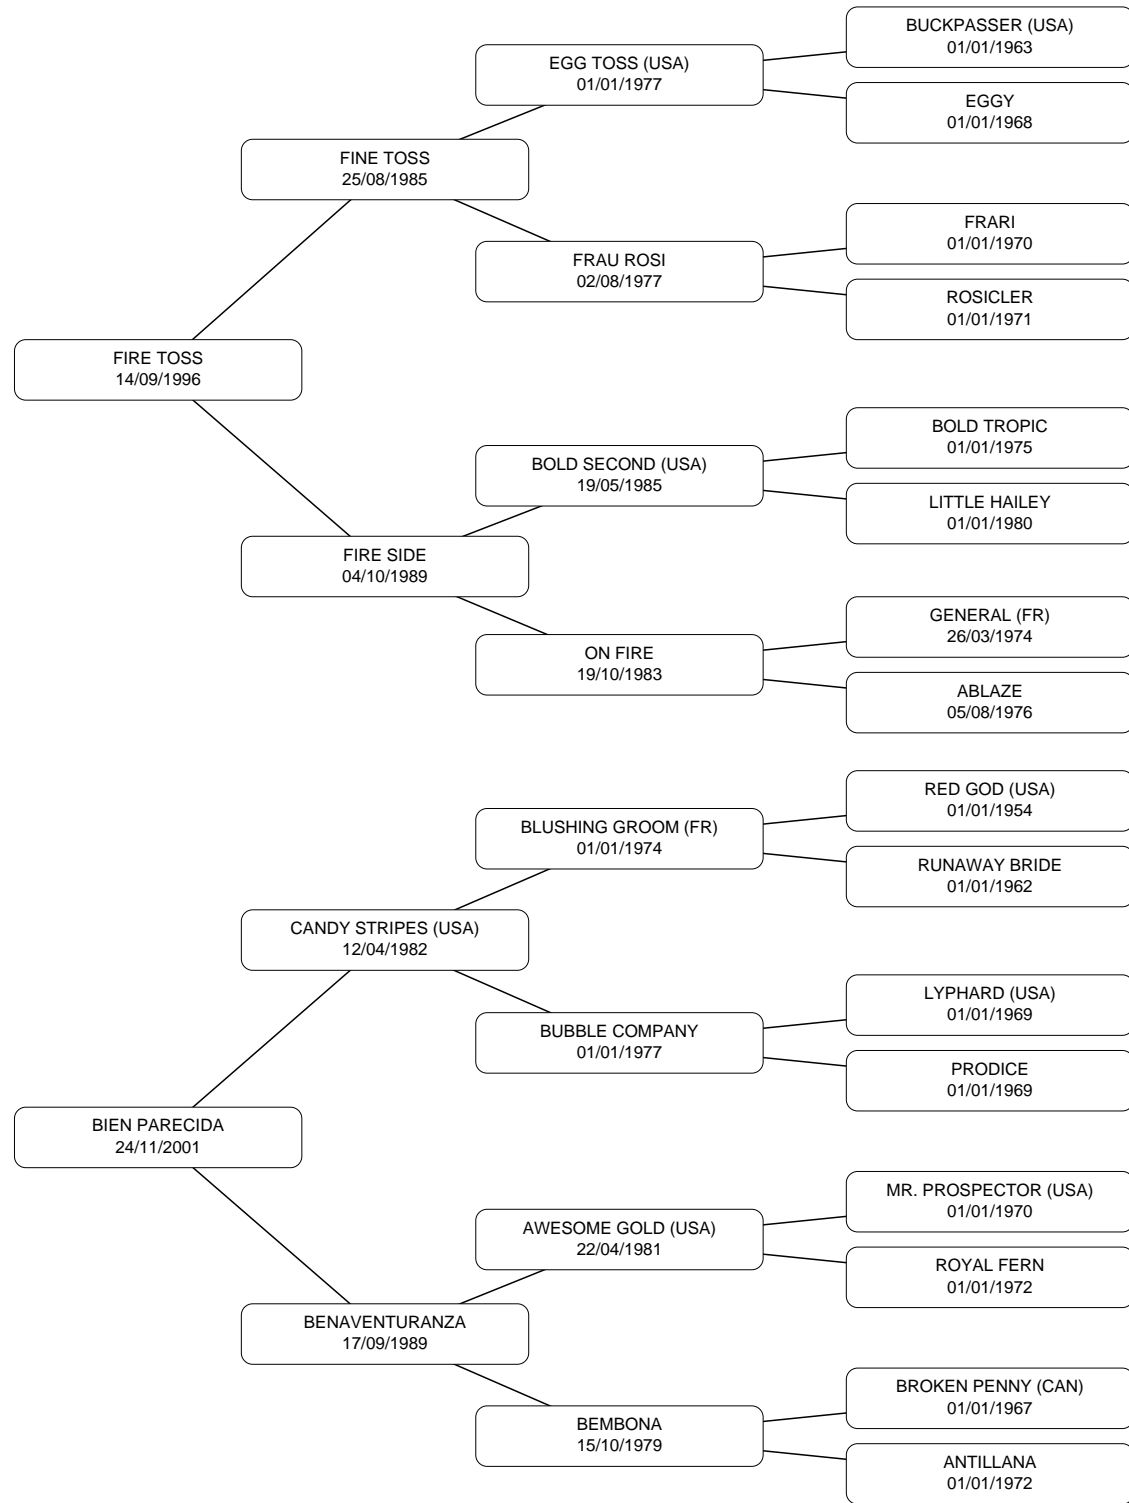 BUCKPASSER (USA)
01/01/1963
EGG TOSS (USA)
01/01/1977
EGGY
01/01/1968
FINE TOSS
25/08/1985
FRARI
01/01/1970
FRAU ROSI
02/08/1977
ROSICLER
01/01/1971
FIRE TOSS
14/09/1996
BOLD TROPIC
01/01/1975
BOLD SECOND (USA)
19/05/1985
LITTLE HAILEY
01/01/1980
FIRE SIDE
04/10/1989
GENERAL (FR)
26/03/1974
ON FIRE
19/10/1983
ABLAZE
05/08/1976
RED GOD (USA)
01/01/1954
BLUSHING GROOM (FR)
01/01/1974
RUNAWAY BRIDE
01/01/1962
CANDY STRIPES (USA)
12/04/1982
LYPHARD (USA)
01/01/1969
BUBBLE COMPANY
01/01/1977
PRODICE
01/01/1969
BIEN PARECIDA
24/11/2001
MR. PROSPECTOR (USA)
01/01/1970
AWESOME GOLD (USA)
22/04/1981
ROYAL FERN
01/01/1972
BENAVENTURANZA
17/09/1989
BROKEN PENNY (CAN)
01/01/1967
BEMBONA
15/10/1979
ANTILLANA
01/01/1972